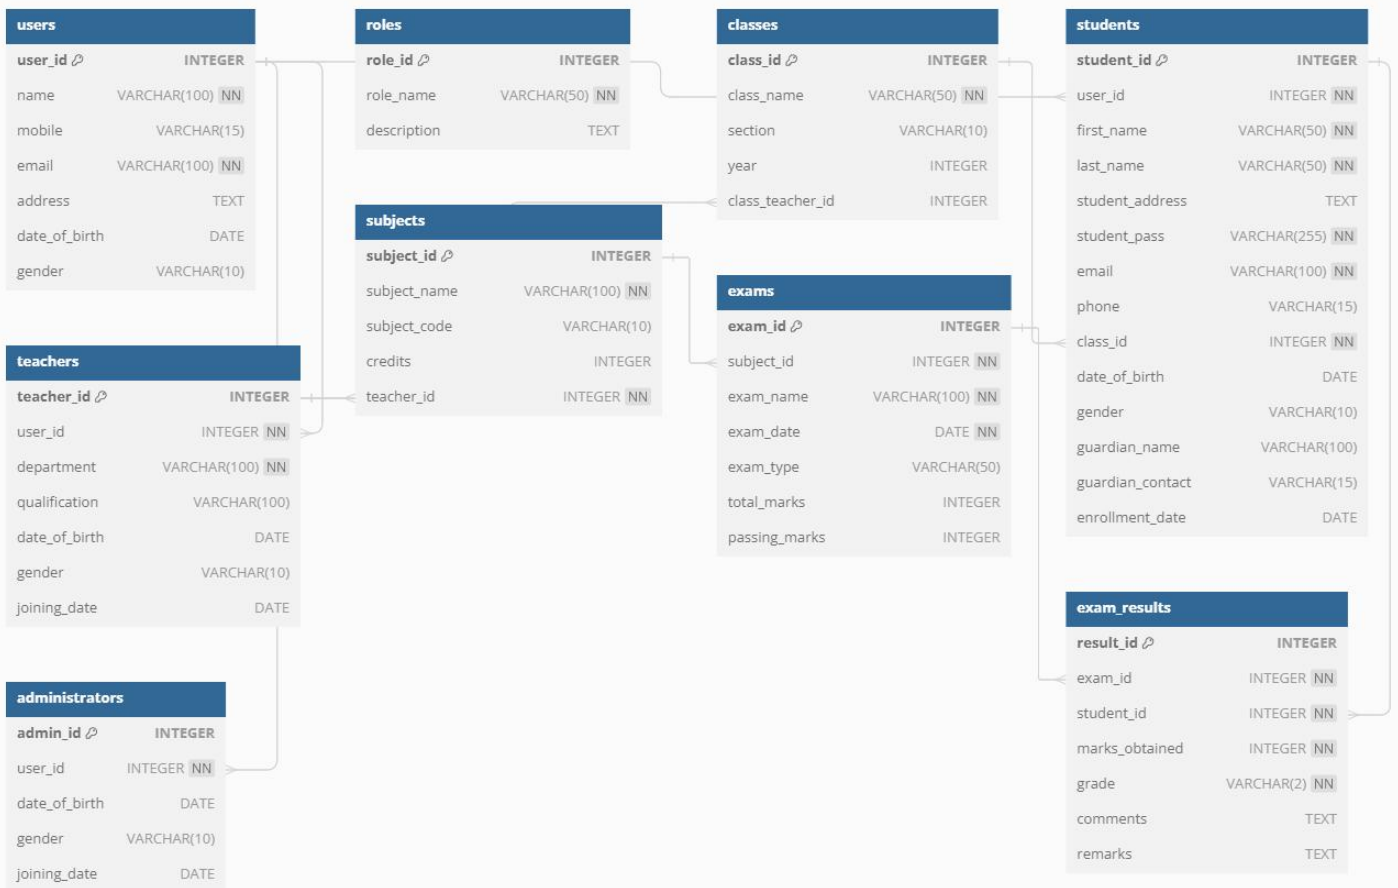 users
user_id INTEGER
name VARCHAR(100) NN
mobile VARCHAR(15)
email VARCHAR(100) NN
address TEXT
date_of_birth DATE
gender VARCHAR(10)
roles
role_id INTEGER
role_name VARCHAR(50) NN
description TEXT
classes
class_id INTEGER
class_name VARCHAR(50) NN
section VARCHAR(10)
year INTEGER
class_teacher_id INTEGER
students
student_id INTEGER
user_id INTEGER NN
first_name VARCHAR(50) NN
last_name VARCHAR(50) NN
student_address TEXT
student_pass VARCHAR(255) NN
email VARCHAR(100) NN
phone VARCHAR(15)
class_id INTEGER NN
date_of_birth DATE
gender VARCHAR(10)
guardian_name VARCHAR(100)
guardian_contact VARCHAR(15)
enrollment_date DATE
subjects
subject_id INTEGER
subject_name VARCHAR(100) NN
subject_code VARCHAR(10)
credits INTEGER
teacher_id INTEGER NN
exams
exam_id INTEGER
subject_id INTEGER NN
exam_name VARCHAR(100) NN
exam_date DATE NN
exam_type VARCHAR(50)
total_marks INTEGER
passing_marks INTEGER
teachers
teacher_id INTEGER
user_id INTEGER NN
department VARCHAR(100) NN
qualification VARCHAR(100)
date_of_birth DATE
gender VARCHAR(10)
joining_date DATE
exam_results
result_id INTEGER
exam_id INTEGER NN
student_id INTEGER NN
marks_obtained INTEGER NN
grade VARCHAR(2) NN
comments TEXT
remarks TEXT
administrators
admin_id INTEGER
user_id INTEGER NN
date_of_birth DATE
gender VARCHAR(10)
joining_date DATE